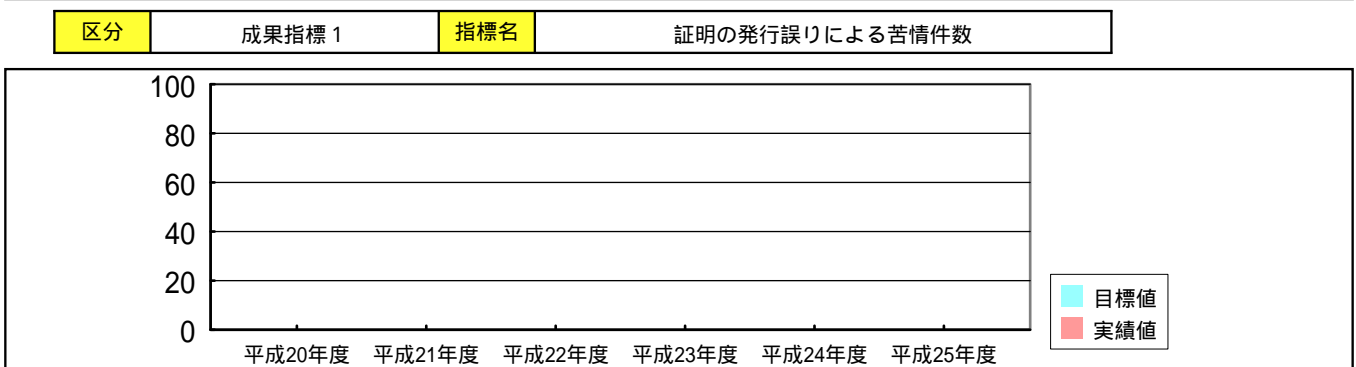 区分 成果指標1 指標名 証明の発行誤りによる苦情件数
100
80
60
40
20
0
平成20年度 平成21年度 平成22年度 平成23年度 平成24年度 平成25年度
目標値
実績値